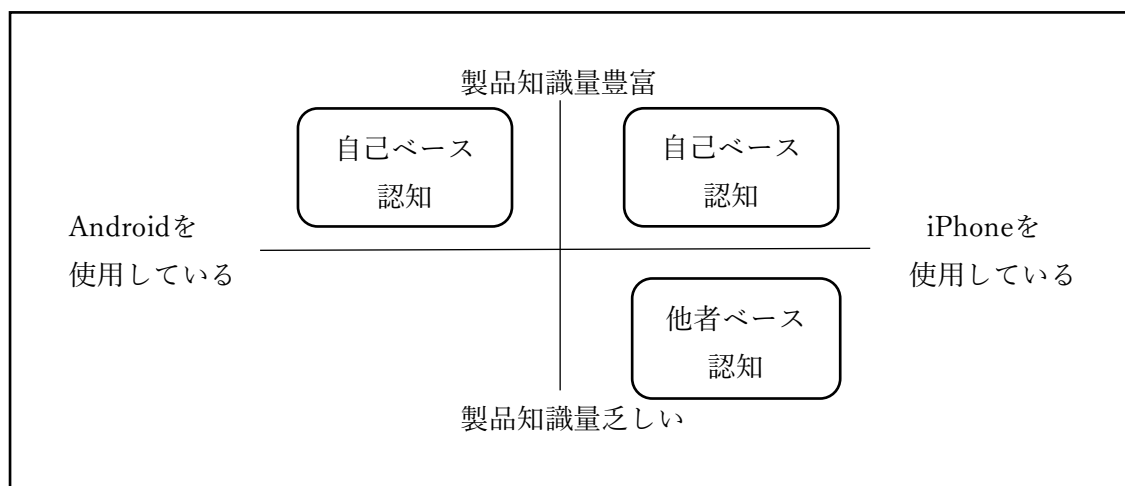 製品知識量豊富
自己ベース
認知
自己ベース
認知
Androidを
使用している
iPhoneを
使用している
他者ベース
認知
製品知識量乏しい